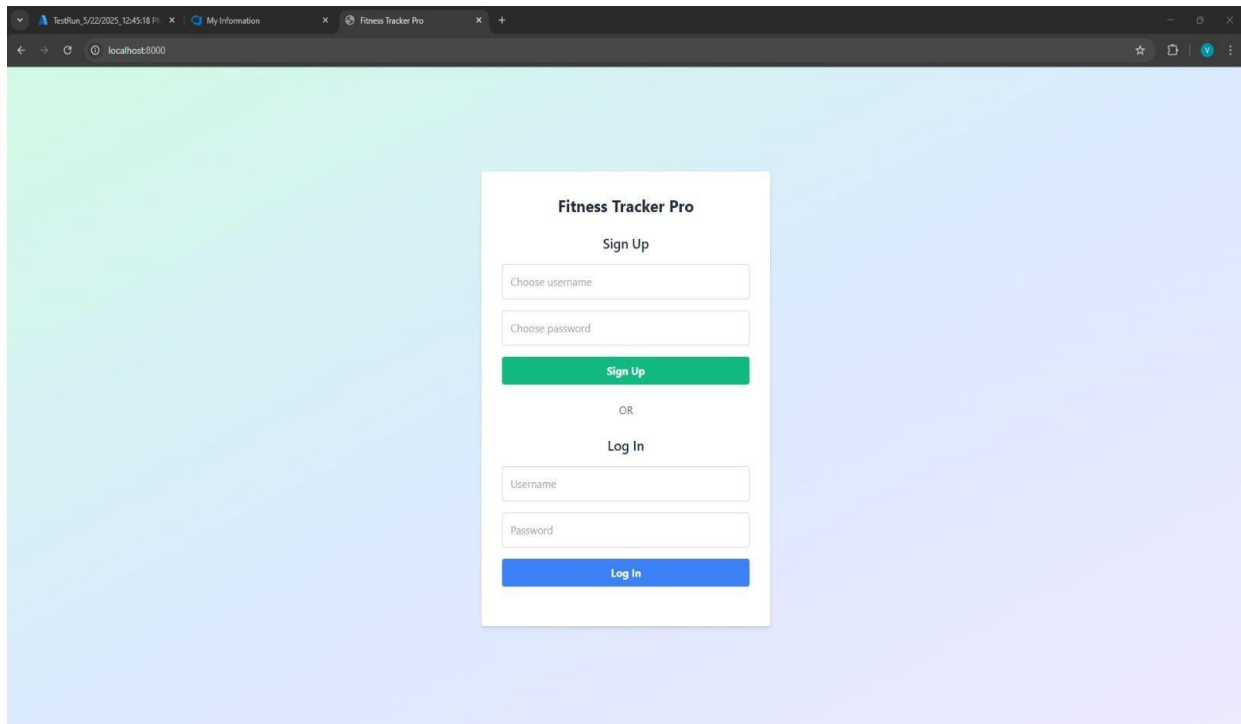 TestRun_5/22/2025_12:45:18 P
My Information
Fitness Tracker Pro
localhost:8000
V
Fitness Tracker Pro
Sign Up
Choose username
Choose password
Sign Up
OR
Log In
Username
Password
Log In